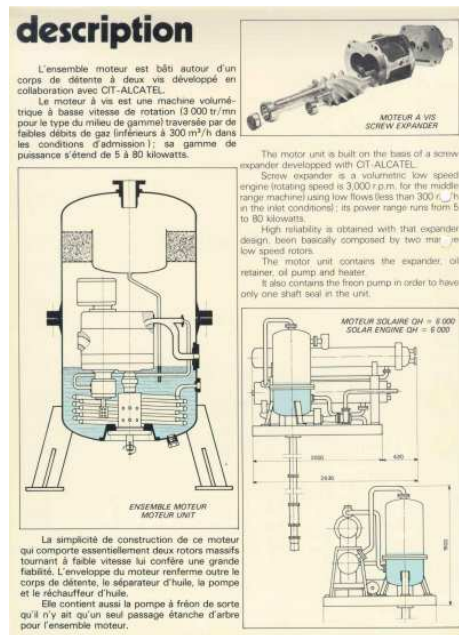 description
L'ensemble moteur est bâti autour d'un
corps de détente à deux vis développé en
collaboration avec CIT-ALCATEL.
Le moteur à vis est une machine volumé-
trique à basse vitesse de rotation (3 000 tr/mn
pour le type du milieu de gamme) traversée par de
faibles débits de gaz (inférieurs à 300 m³/h dans
les conditions d'admission) ; sa gamme de
puissance s'étend de 5 à 80 kilowatts.
ENSEMBLE MOTEUR
MOTEUR UNIT
La simplicité de construction de ce moteur
qui comporte essentiellement deux rotors massifs
tournant à faible vitesse lui confère une grande
fiabilité. L'enveloppe du moteur renferme outre le
corps de détente, le séparateur d'huile, la pompe
et le réchauffeur d'huile.
Elle contient aussi la pompe à fréon de sorte
qu'il n'y ait qu'un seul passage étanche d'arbre
pour l'ensemble moteur.
MOTEUR A VIS
SCREW EXPANDER
The motor unit is built on the basis of a screw
expander developped with CIT-ALCATEL.
Screw expander is a volumetric low speed
engine (rotating speed is 3,000 r.p.m. for the middle
range machine) using low flows (less than 300
in the inlet conditions) ; its power range runs from 5
to 80 kilowatts.
High reliability is obtained with that expander
design, been basically composed by two
low speed rotors.
The motor unit contains the expander, oil
retainer, oil pump and heater.
It also contains the freon pump in order to have
only one shaft seal in the unit.
MOTEUR SOLAIRE QH = 6 000
SOLAR ENGINE QH = 6 000